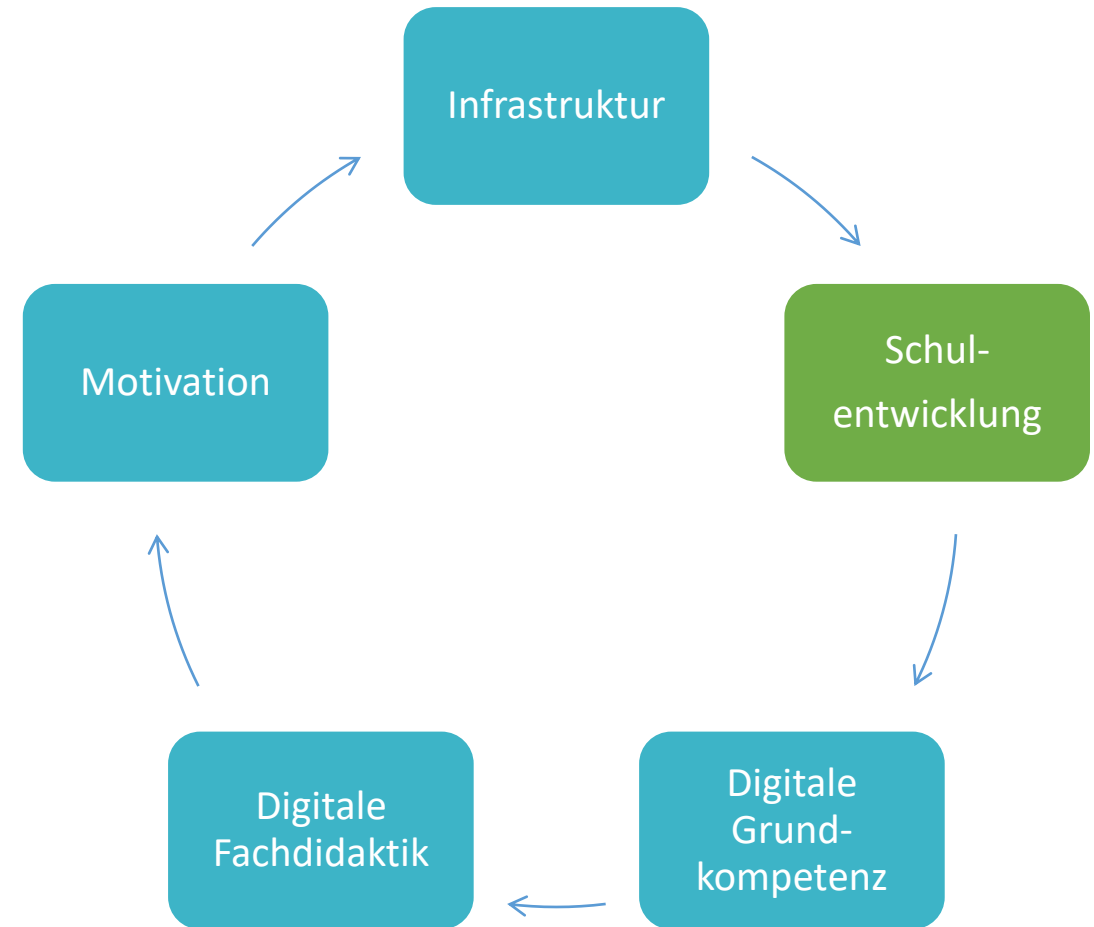 Infrastruktur
Schul-
entwicklung
Digitale
Grund-
kompetenz
Digitale
Fachdidaktik
Motivation